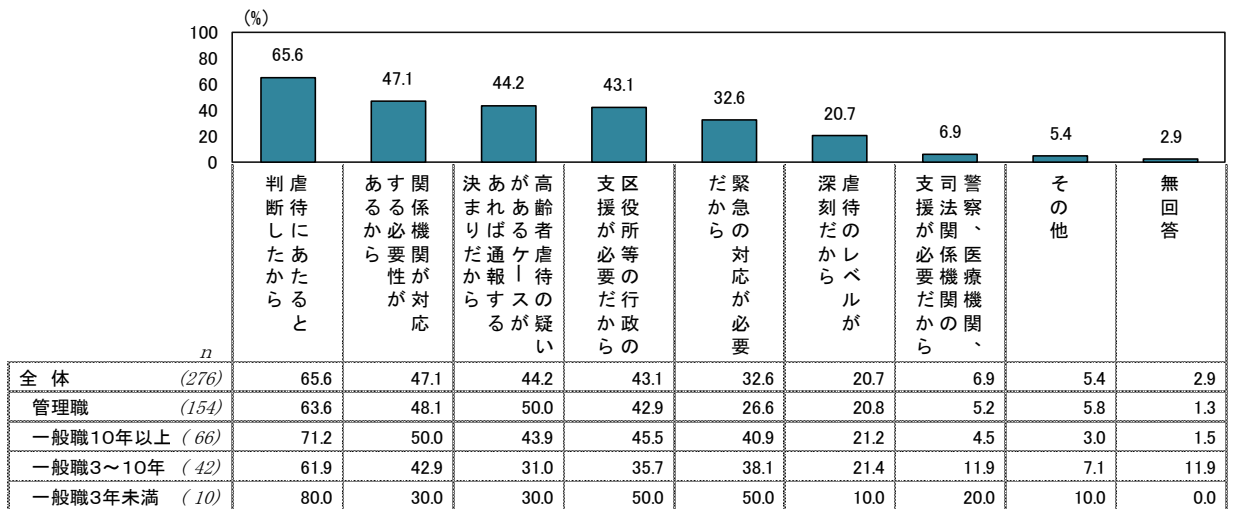 (%)
100
80
60
40
20
0
65.6
47.1
44.2
43.1
32.6
20.7
6.9
5.4
2.9
虐待にあたると
判断したから
関係機関が対応
する必要性が
あるから
高齢者虐待の疑い
があるケースが
あれば通報する
決まりだから
区役所等の行政の
支援が必要だから
緊急の対応が必要
だから
虐待のレベルが
深刻だから
警察、医療機関、
司法関係機関の
支援が必要だから
その他
無回答
n
全 体 (276) 65.6 47.1 44.2 43.1 32.6 20.7 6.9 5.4 2.9
管理職 (154) 63.6 48.1 50.0 42.9 26.6 20.8 5.2 5.8 1.3
一般職10年以上 ( 66) 71.2 50.0 43.9 45.5 40.9 21.2 4.5 3.0 1.5
一般職3～10年 ( 42) 61.9 42.9 31.0 35.7 38.1 21.4 11.9 7.1 11.9
一般職3年未満 ( 10) 80.0 30.0 30.0 50.0 50.0 10.0 20.0 10.0 0.0